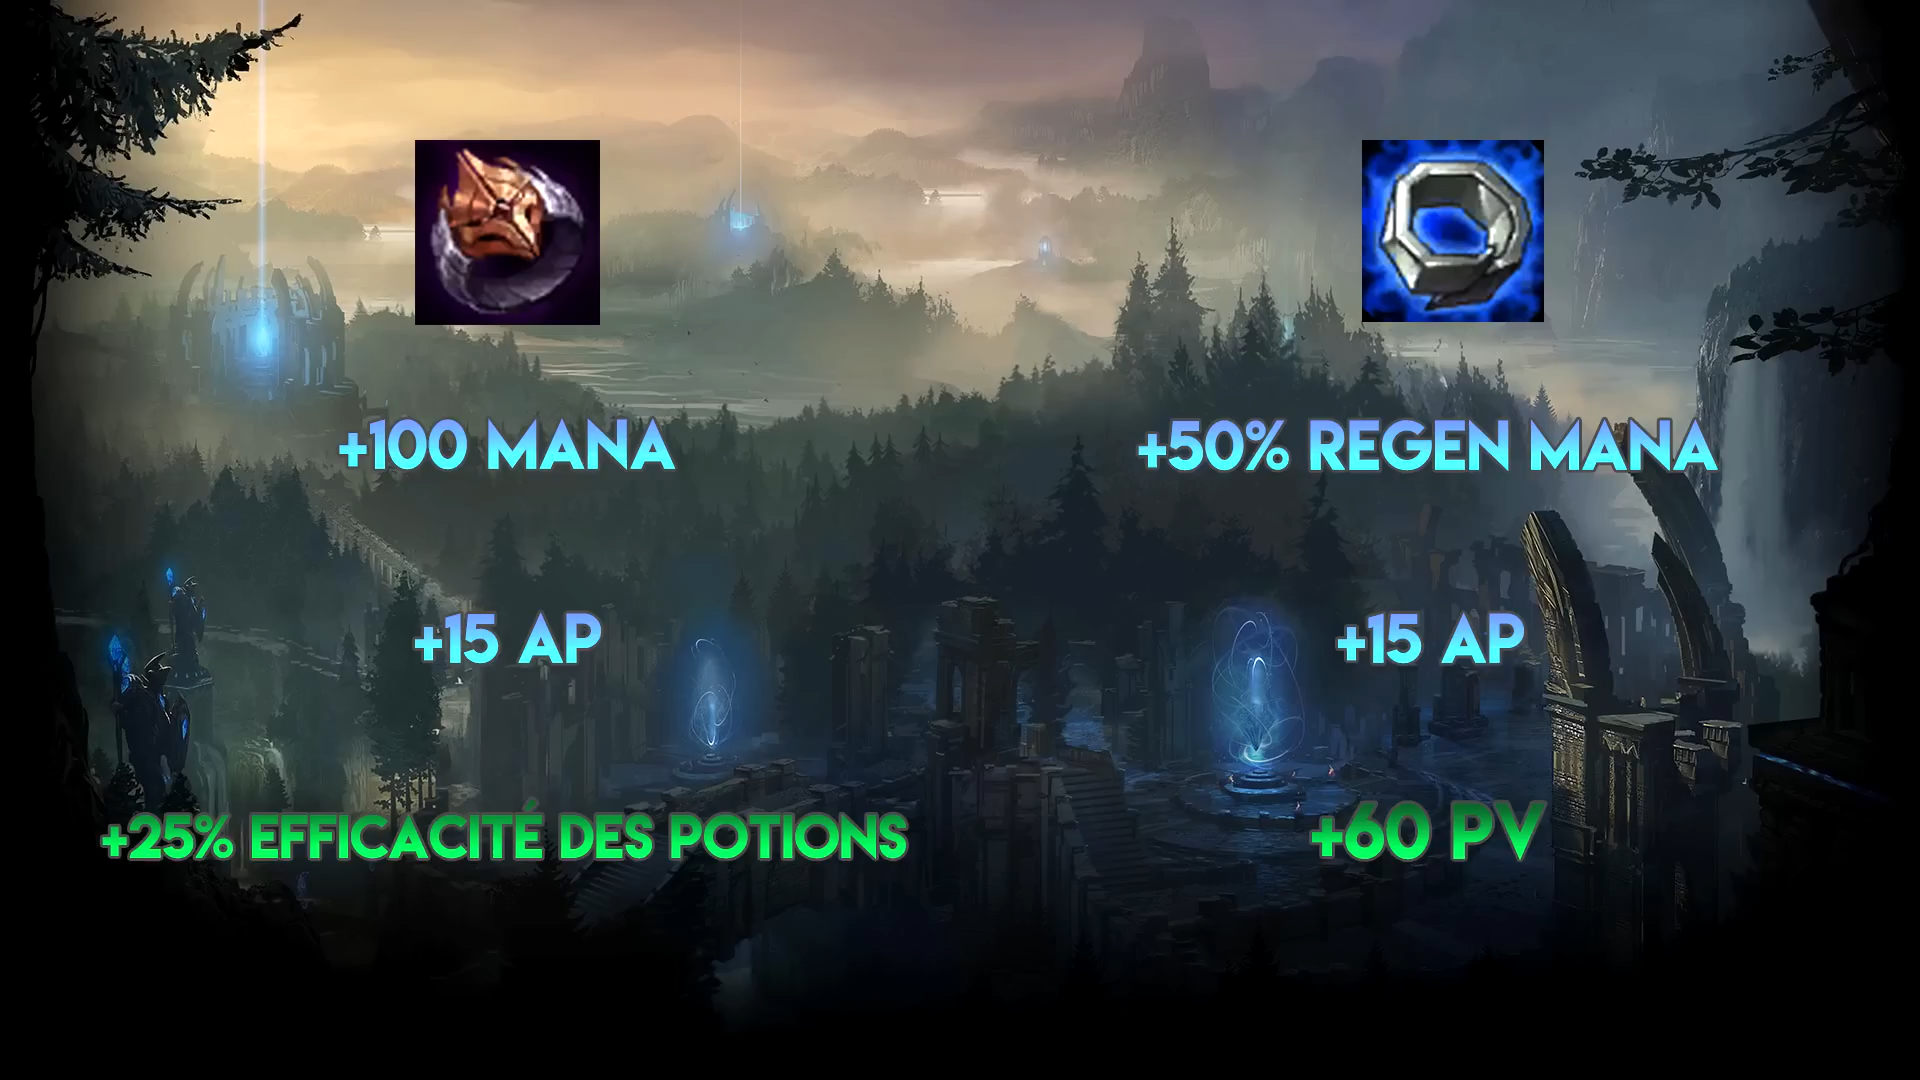 +100 MANA
+50% REGEN MANA
+15 AP
+15 AP
+25% EFFICACITÉ DES POTIONS
+60 PV